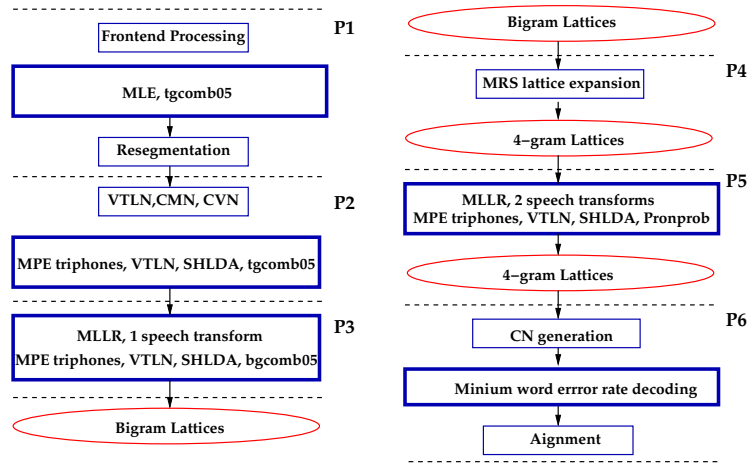 P1
Frontend Processing
MLE, tgcomb05
Resegmentation
P2
VTLN,CMN, CVN
MPE triphones, VTLN, SHLDA, tgcomb05
P3
MLLR, 1 speech transform
MPE triphones, VTLN, SHLDA, bgcomb05
Bigram Lattices
Bigram Lattices
P4
MRS lattice expansion
4−gram Lattices
P5
MLLR, 2 speech transforms
MPE triphones, VTLN, SHLDA, Pronprob
4−gram Lattices
P6
CN generation
Minium word errror rate decoding
Aignment